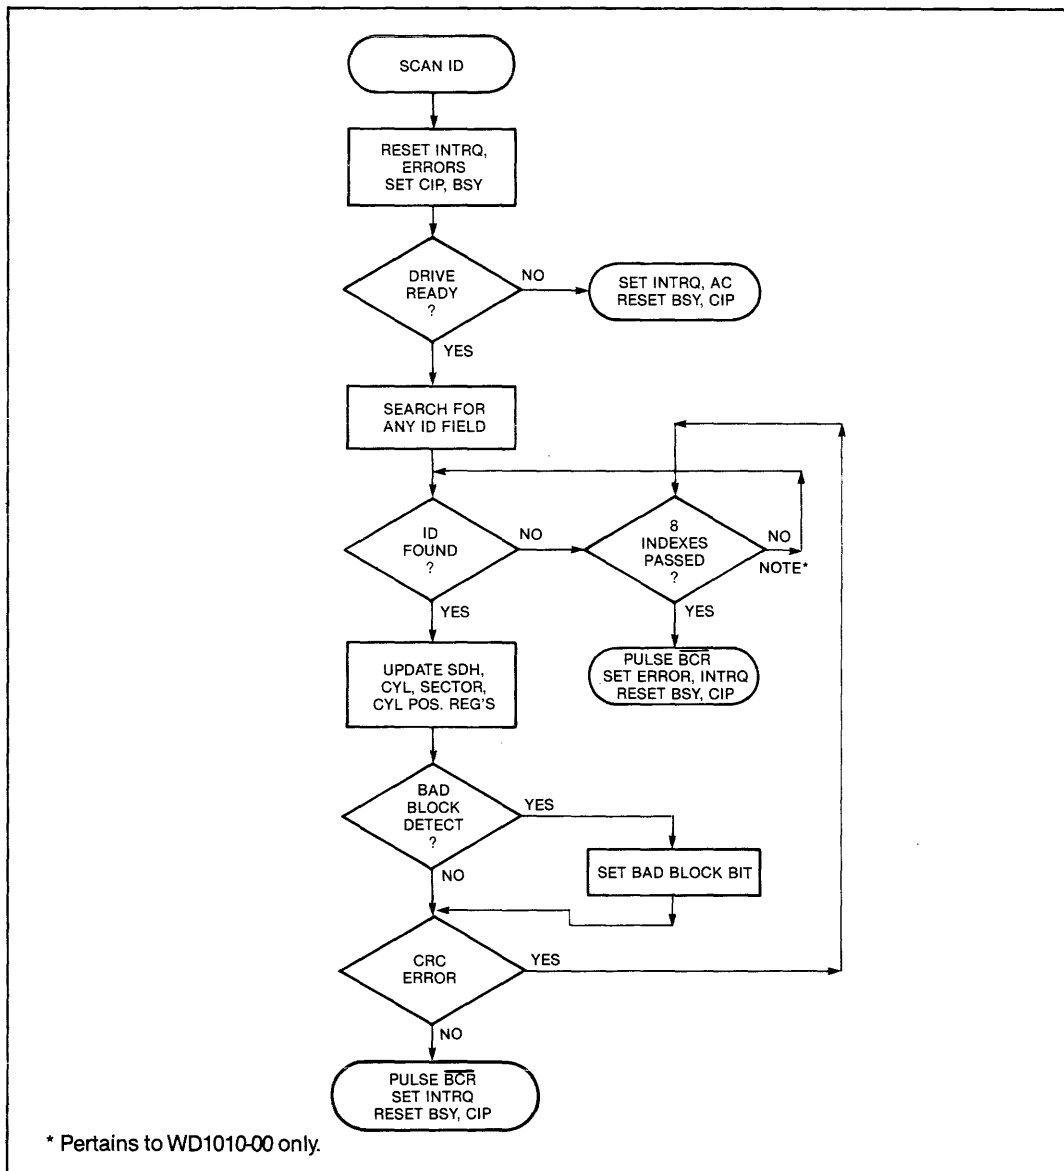 SCAN ID
RESET INTRQ,
ERRORS
SET CIP, BSY
DRIVE
READY
?
NO
SET INTRQ, AC
RESET BSY, CIP
YES
SEARCH FOR
ANY ID FIELD
ID
FOUND
?
NO
8
INDEXES
PASSED
?
NO
NOTE*
YES
YES
PULSE BCR
SET ERROR, INTRQ
RESET BSY, CIP
UPDATE SDH,
CYL, SECTOR,
CYL POS. REG'S
BAD
BLOCK
DETECT
?
YES
SET BAD BLOCK BIT
NO
CRC
ERROR
YES
NO
PULSE BCR
SET INTRQ
RESET BSY, CIP
* Pertains to WD1010-00 only.